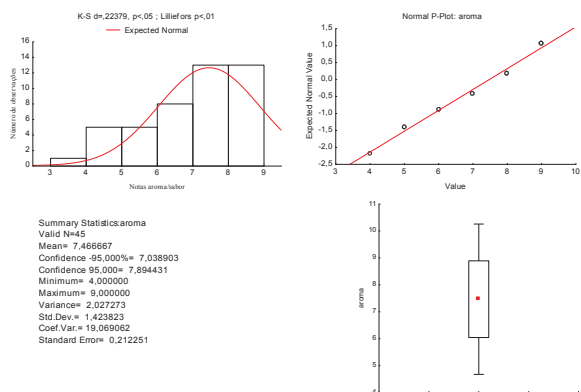 K-S d=,22379, p<,05 ; Lilliefors p<,01
Expected Normal
16
14
12
10
8
6
4
2
0
Número de observações
3 4 5 6 7 8 9
Notas aroma/sabor
Normal P-Plot: aroma
1,5
1,0
0,5
0,0
-0,5
-1,0
-1,5
-2,0
-2,5
Expected Normal Value
3 4 5 6 7 8 9 10
Value
Summary Statistics:aroma
Valid N=45
Mean= 7,466667
Confidence -95,000%= 7,038903
Confidence 95,000= 7,894431
Minimum= 4,000000
Maximum= 9,000000
Variance= 2,027273
Std.Dev.= 1,423823
Coef.Var.= 19,069062
Standard Error= 0,212251
11
10
9
8
7
6
5
4
aroma